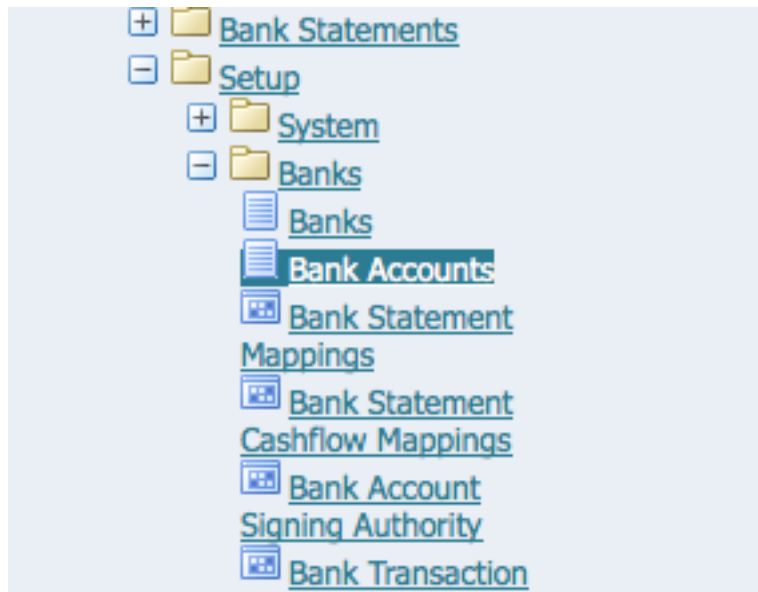 Bank Statements
Setup
System
Banks
Banks
Bank Accounts
Bank Statement
Mappings
Bank Statement
Cashflow Mappings
Bank Account
Signing Authority
Bank Transaction